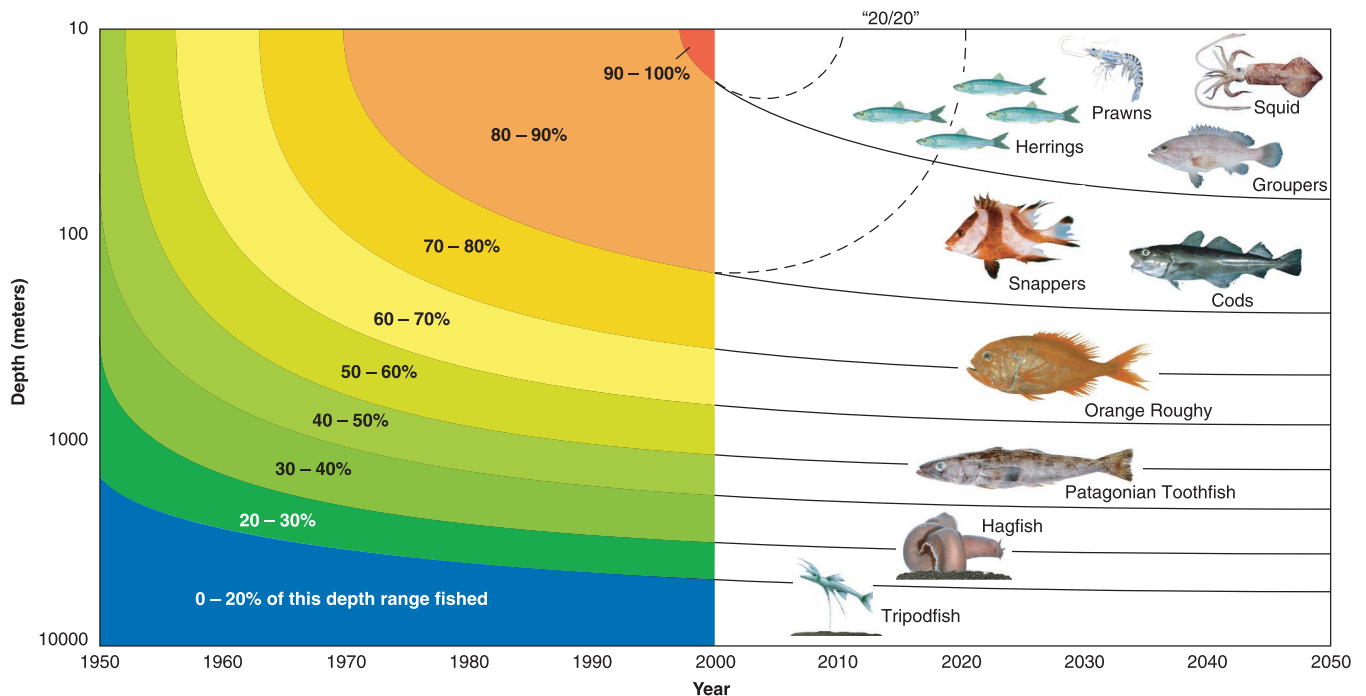 "20/20"
10
100
1000
10000
Depth (meters)
90 – 100%
80 – 90%
70 – 80%
60 – 70%
50 – 60%
40 – 50%
30 – 40%
20 – 30%
0 – 20% of this depth range fished
Prawns
Squid
Herrings
Groupers
Snappers
Cods
Orange Roughy
Patagonian Toothfish
Hagfish
Tripodfish
1950 1960 1970 1980 1990 2000 2010 2020 2030 2040 2050
Year